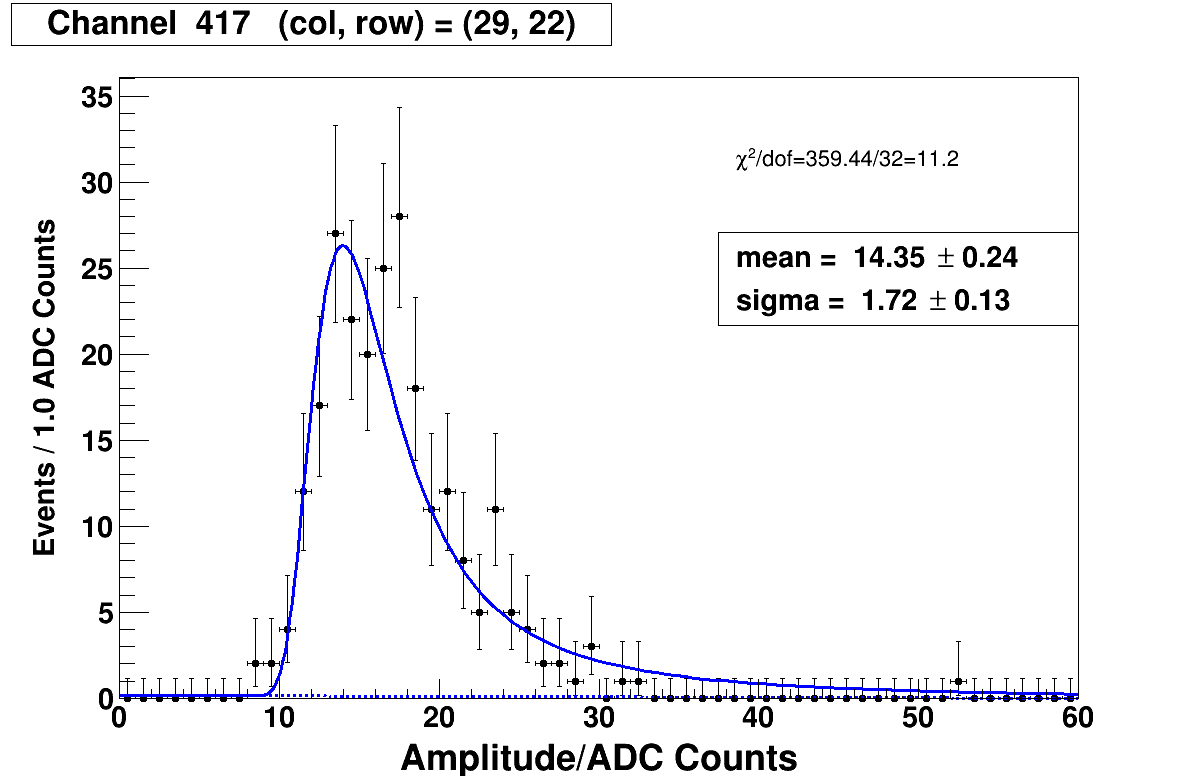 Channel 417 (col, row) = (29, 22)
35
30
25
20
15
10
5
0
Events / 1.0 ADC Counts
χ²/dof=359.44/32=11.2
mean = 14.35 ± 0.24
sigma = 1.72 ± 0.13
0 10 20 30 40 50 60
Amplitude/ADC Counts